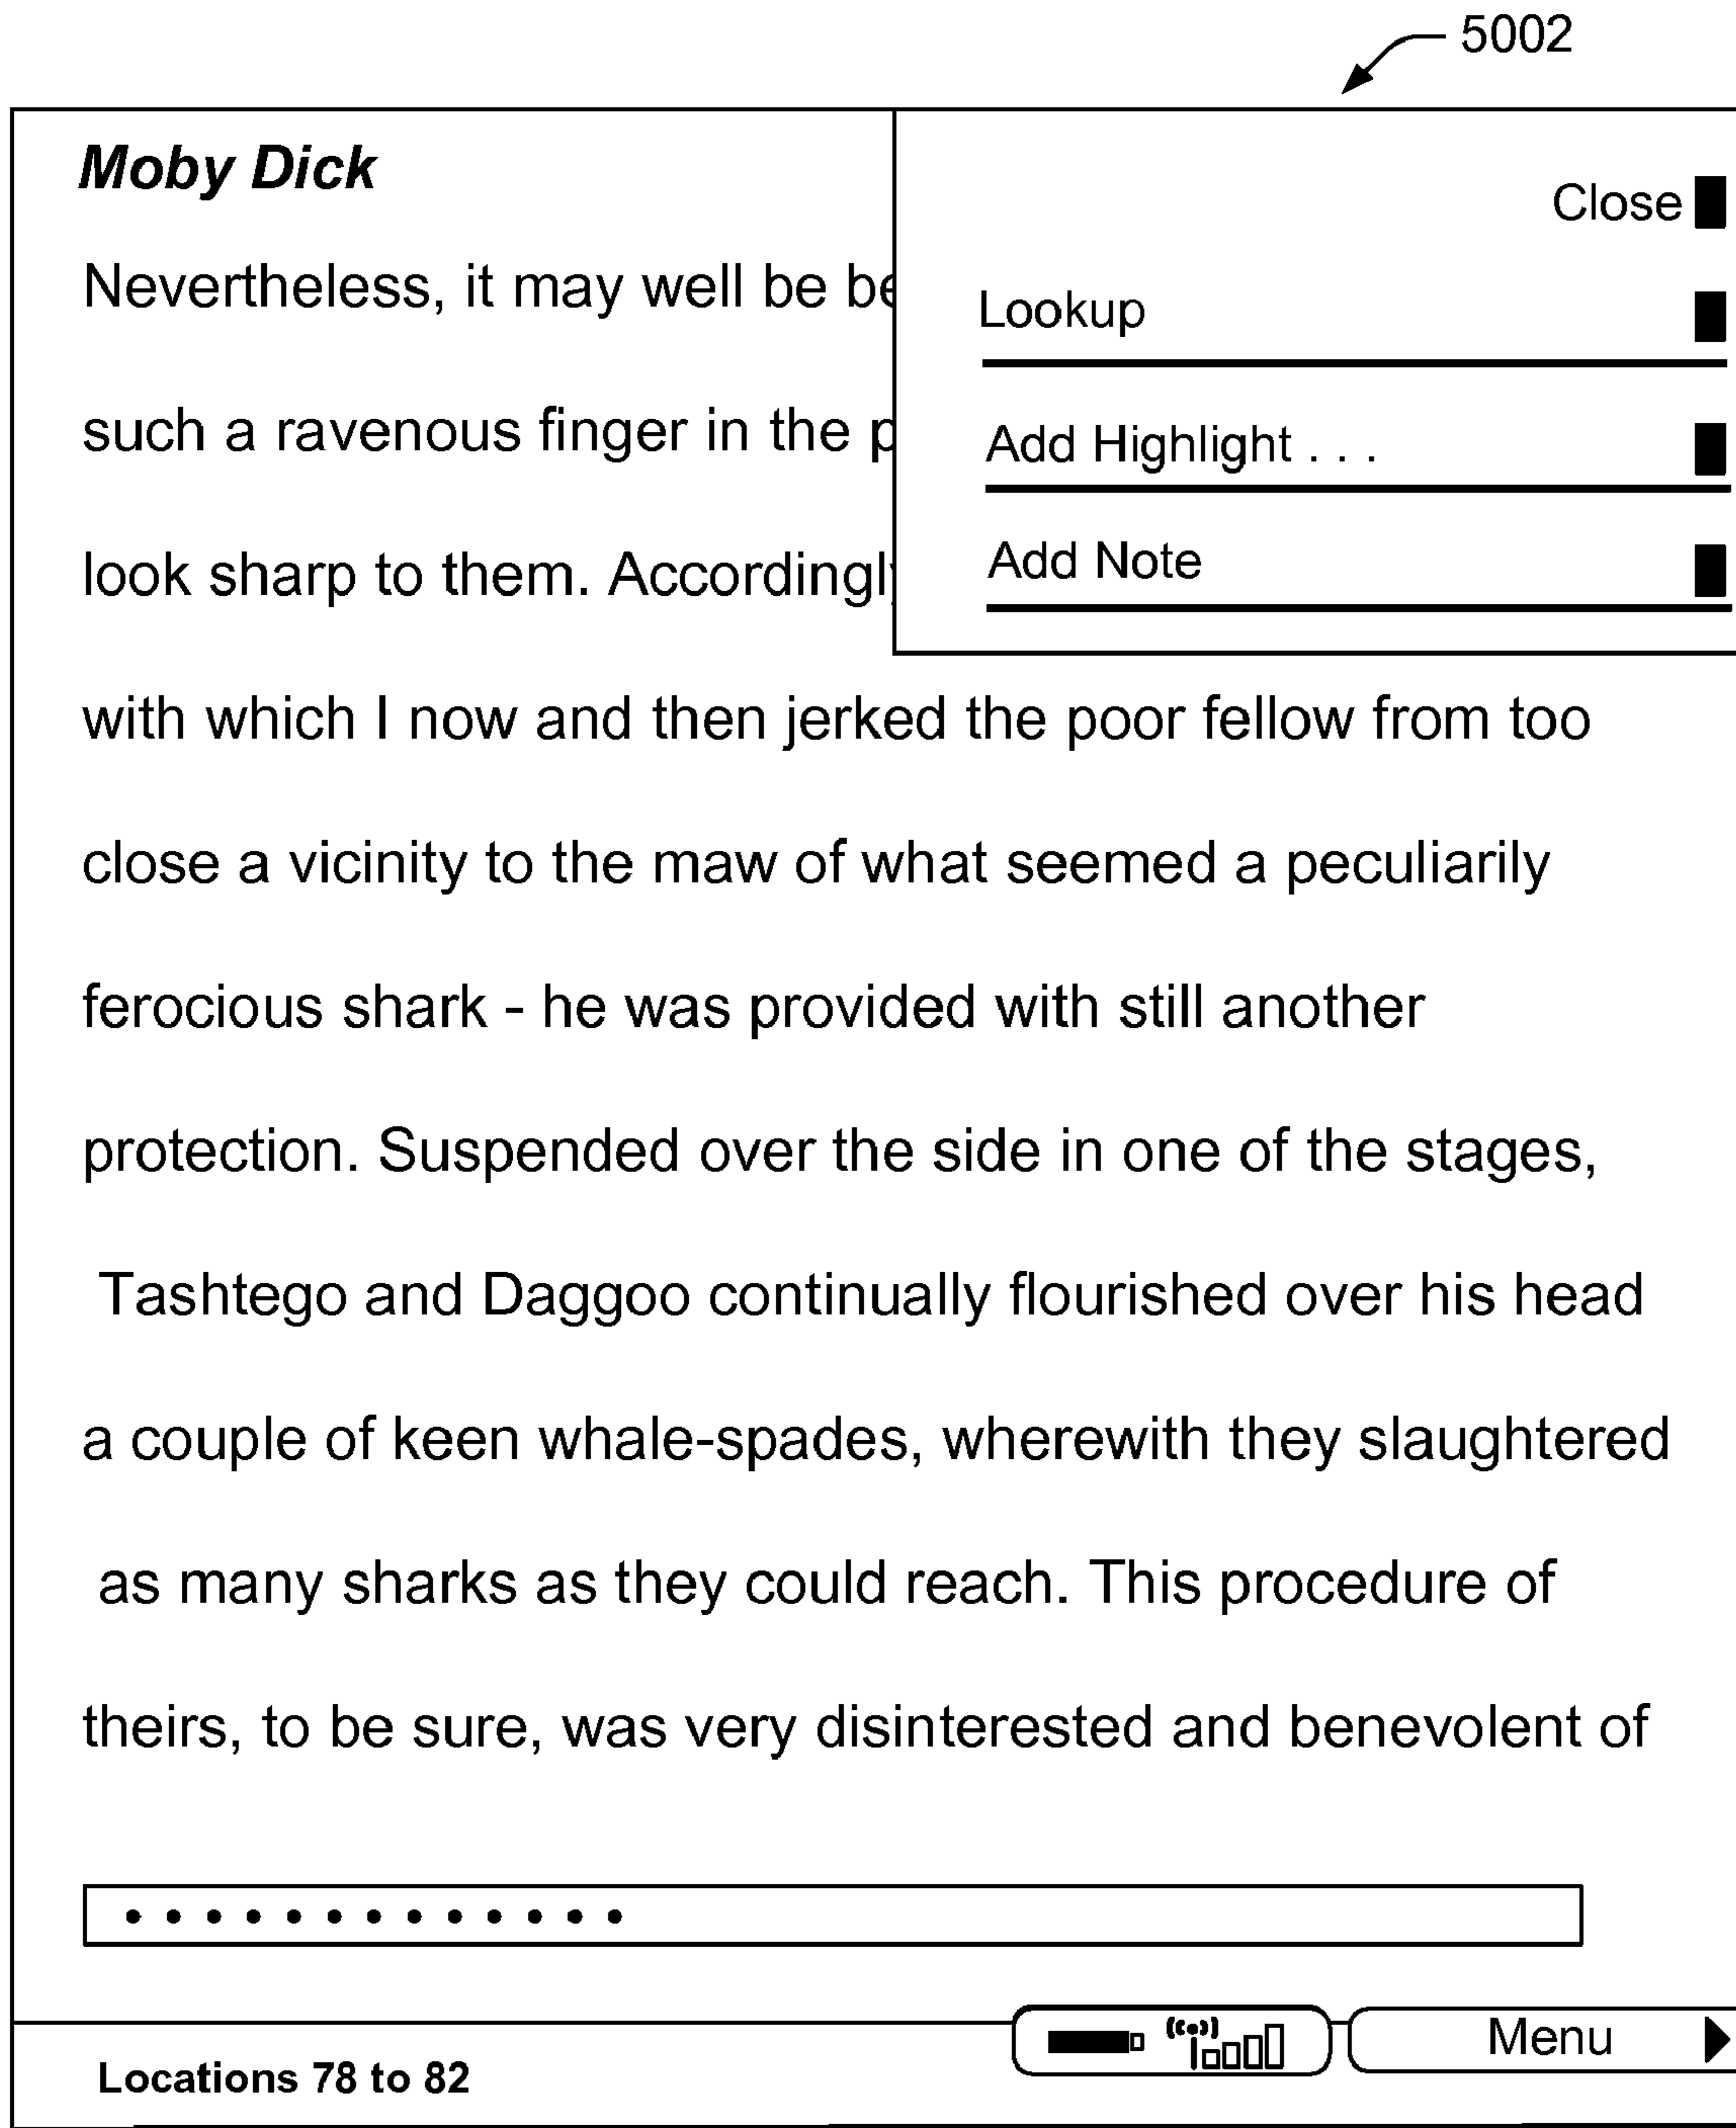 5002
Moby Dick
Close
Nevertheless, it may well be be
Lookup
such a ravenous finger in the p
Add Highlight . . .
look sharp to them. Accordingl
Add Note
with which I now and then jerked the poor fellow from too
close a vicinity to the maw of what seemed a peculiarily
ferocious shark - he was provided with still another
protection. Suspended over the side in one of the stages,
Tashtego and Daggoo continually flourished over his head
a couple of keen whale-spades, wherewith they slaughtered
as many sharks as they could reach. This procedure of
theirs, to be sure, was very disinterested and benevolent of
Menu
Locations 78 to 82